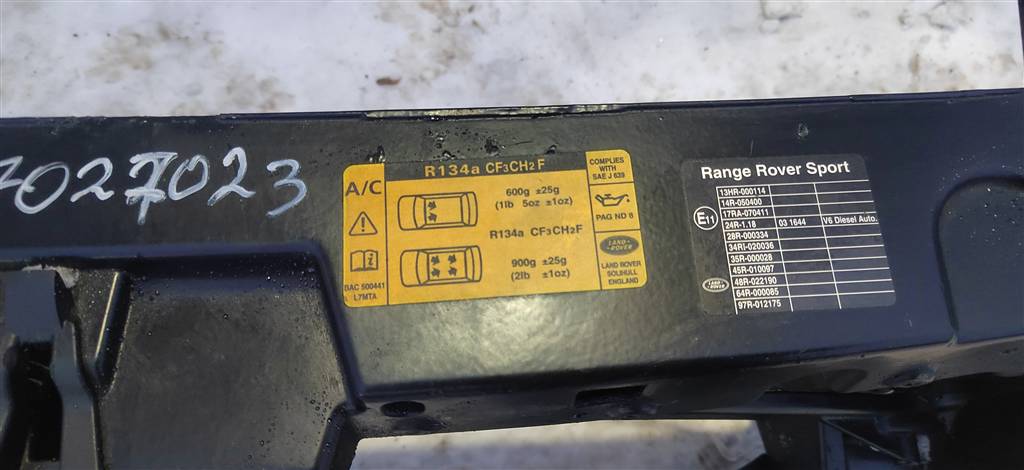 7027023
R134a CF3CH2F
A/C
600g ±25g
(1lb 5oz ±1oz)
R134a CF3CH2F
900g ±25g
(2lb ±1oz)
BAC 500441
L7MTA
COMPLIES
WITH
SAE J 639
PAG ND 8
LAND
ROVER
LAND ROVER
SOLIHULL
ENGLAND
Range Rover Sport
E11
13HR-000114
14R-050400
17RA-070411
24R-1.18 03 1644 V6 Diesel Auto.
28R-000334
34RI-020036
35R-000028
45R-010097
48R-022190
64R-000085
97R-012175
LAND
ROVER